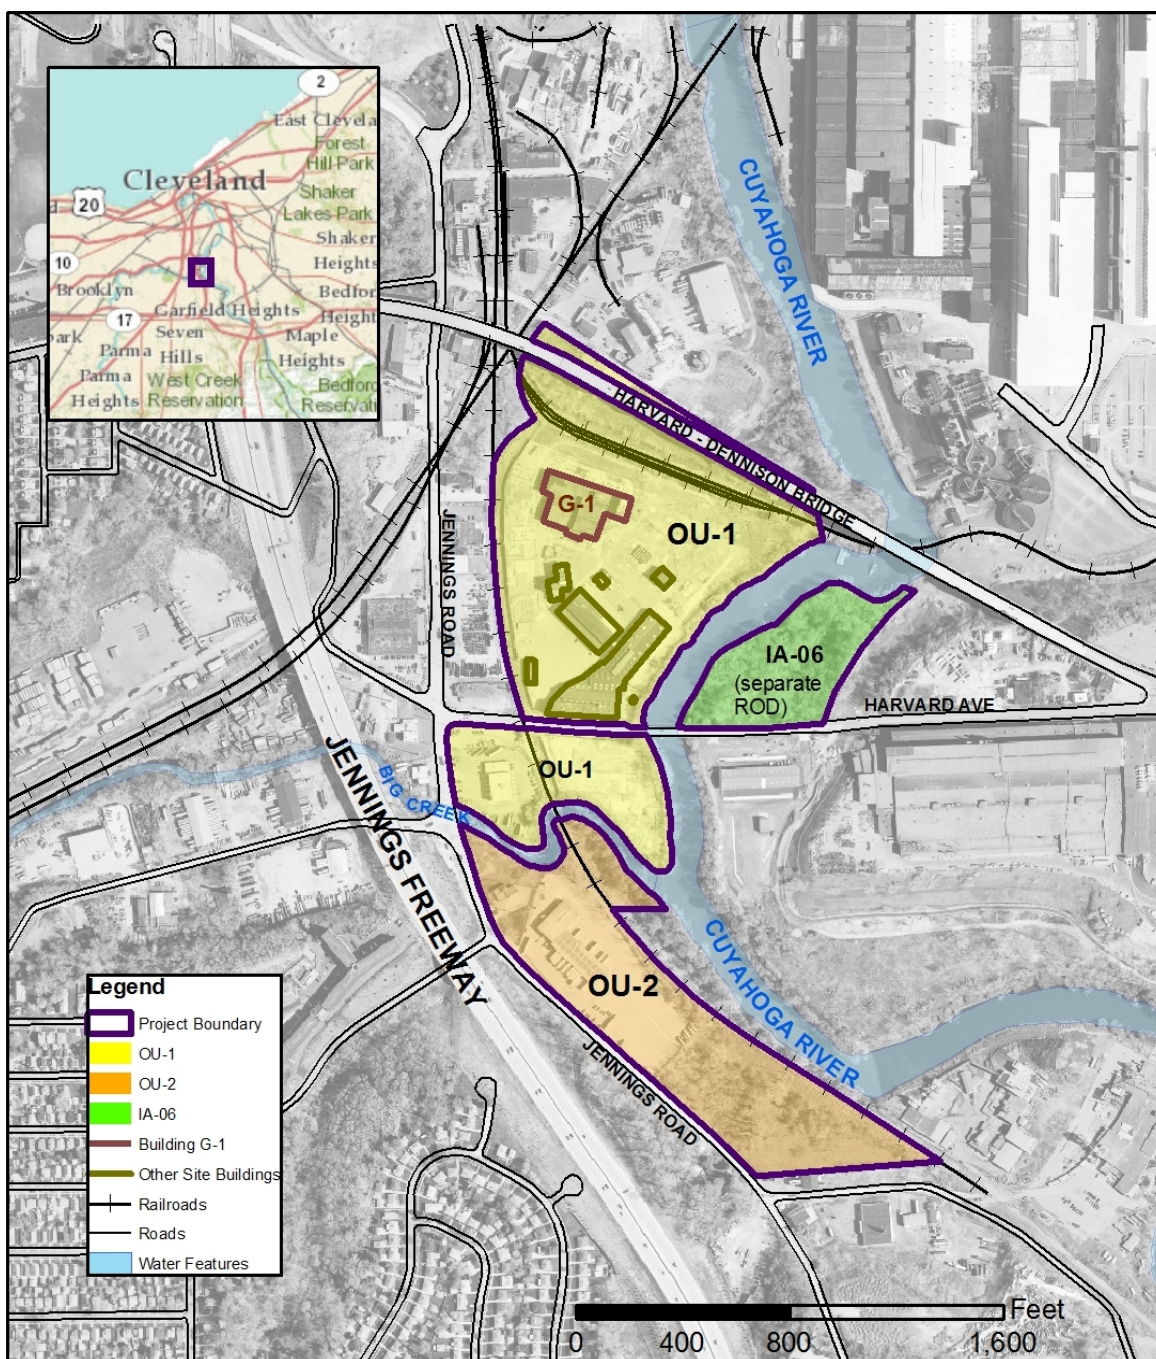 2
East Clevela
Forest
Hill Park
Cleveland
Shaker
Lakes Park
20
Shaker
Heights
10
Brooklyn
Bedfor
Garfield Heights
Height
17
Seven
Maple
ark
Parma
Hills
Heights
Parma
West Creek
Bedford
Heights
Reservation
Reservati
CUYAHOGA
RIVER
HARVARD - DENNISON BRIDGE
G-1
OU-1
JENNINGS ROAD
IA-06
(separate
ROD)
HARVARD AVE
OU-1
BIG CREEK
JENNINGS FREEWAY
OU-2
CUYAHOGA RIVER
JENNINGS ROAD
Legend
Project Boundary
OU-1
OU-2
IA-06
Building G-1
Other Site Buildings
Railroads
Roads
Water Features
Feet
0
400
800
1,600